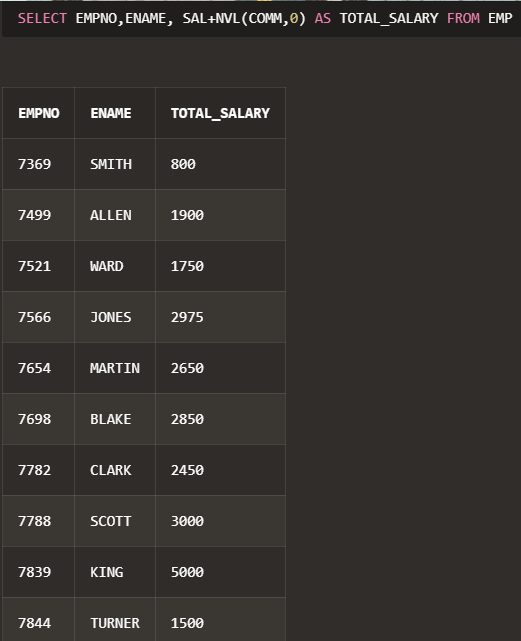 SELECT EMPNO,ENAME, SAL+NVL(COMM,0) AS TOTAL_SALARY FROM EMP
EMPNO ENAME TOTAL_SALARY
7369 SMITH 800
7499 ALLEN 1900
7521 WARD 1750
7566 JONES 2975
7654 MARTIN 2650
7698 BLAKE 2850
7782 CLARK 2450
7788 SCOTT 3000
7839 KING 5000
7844 TURNER 1500